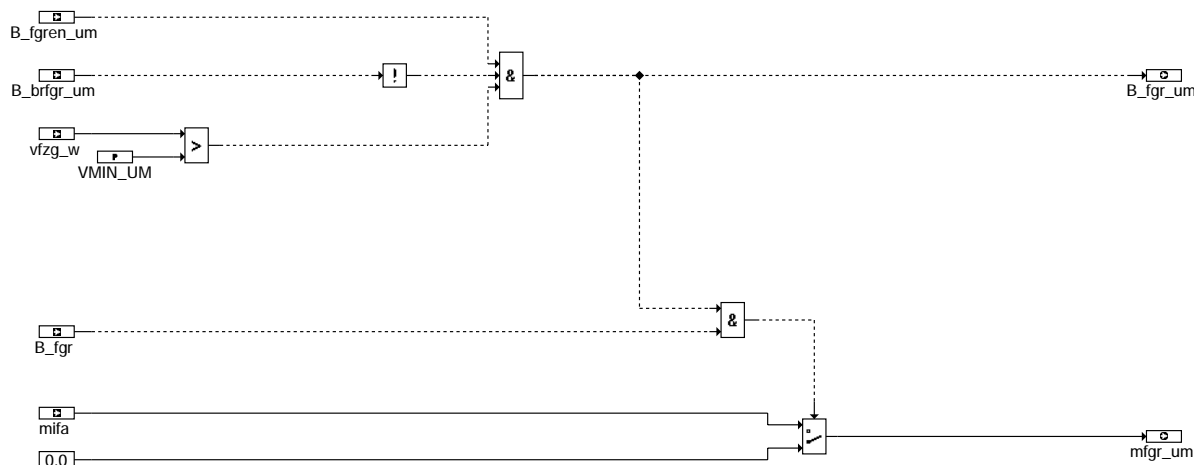 B_fgren_um
!
&
B_brfgr_um
B_fgr_um
vfzg_w
>
P
VMIN_UM
&
B_fgr
mifa
mfgr_um
0.0